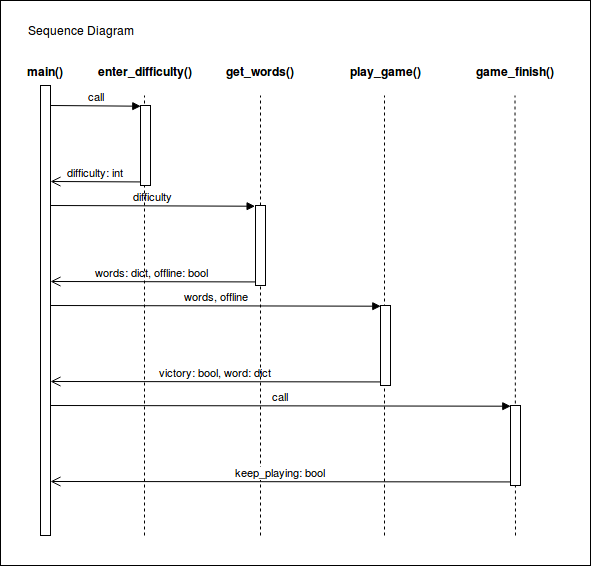 Sequence Diagram
main() enter_difficulty() get_words() play_game() game_finish()
call
difficulty: int
difficulty
words: dict, offline: bool
words, offline
victory: bool, word: dict
call
keep_playing: bool